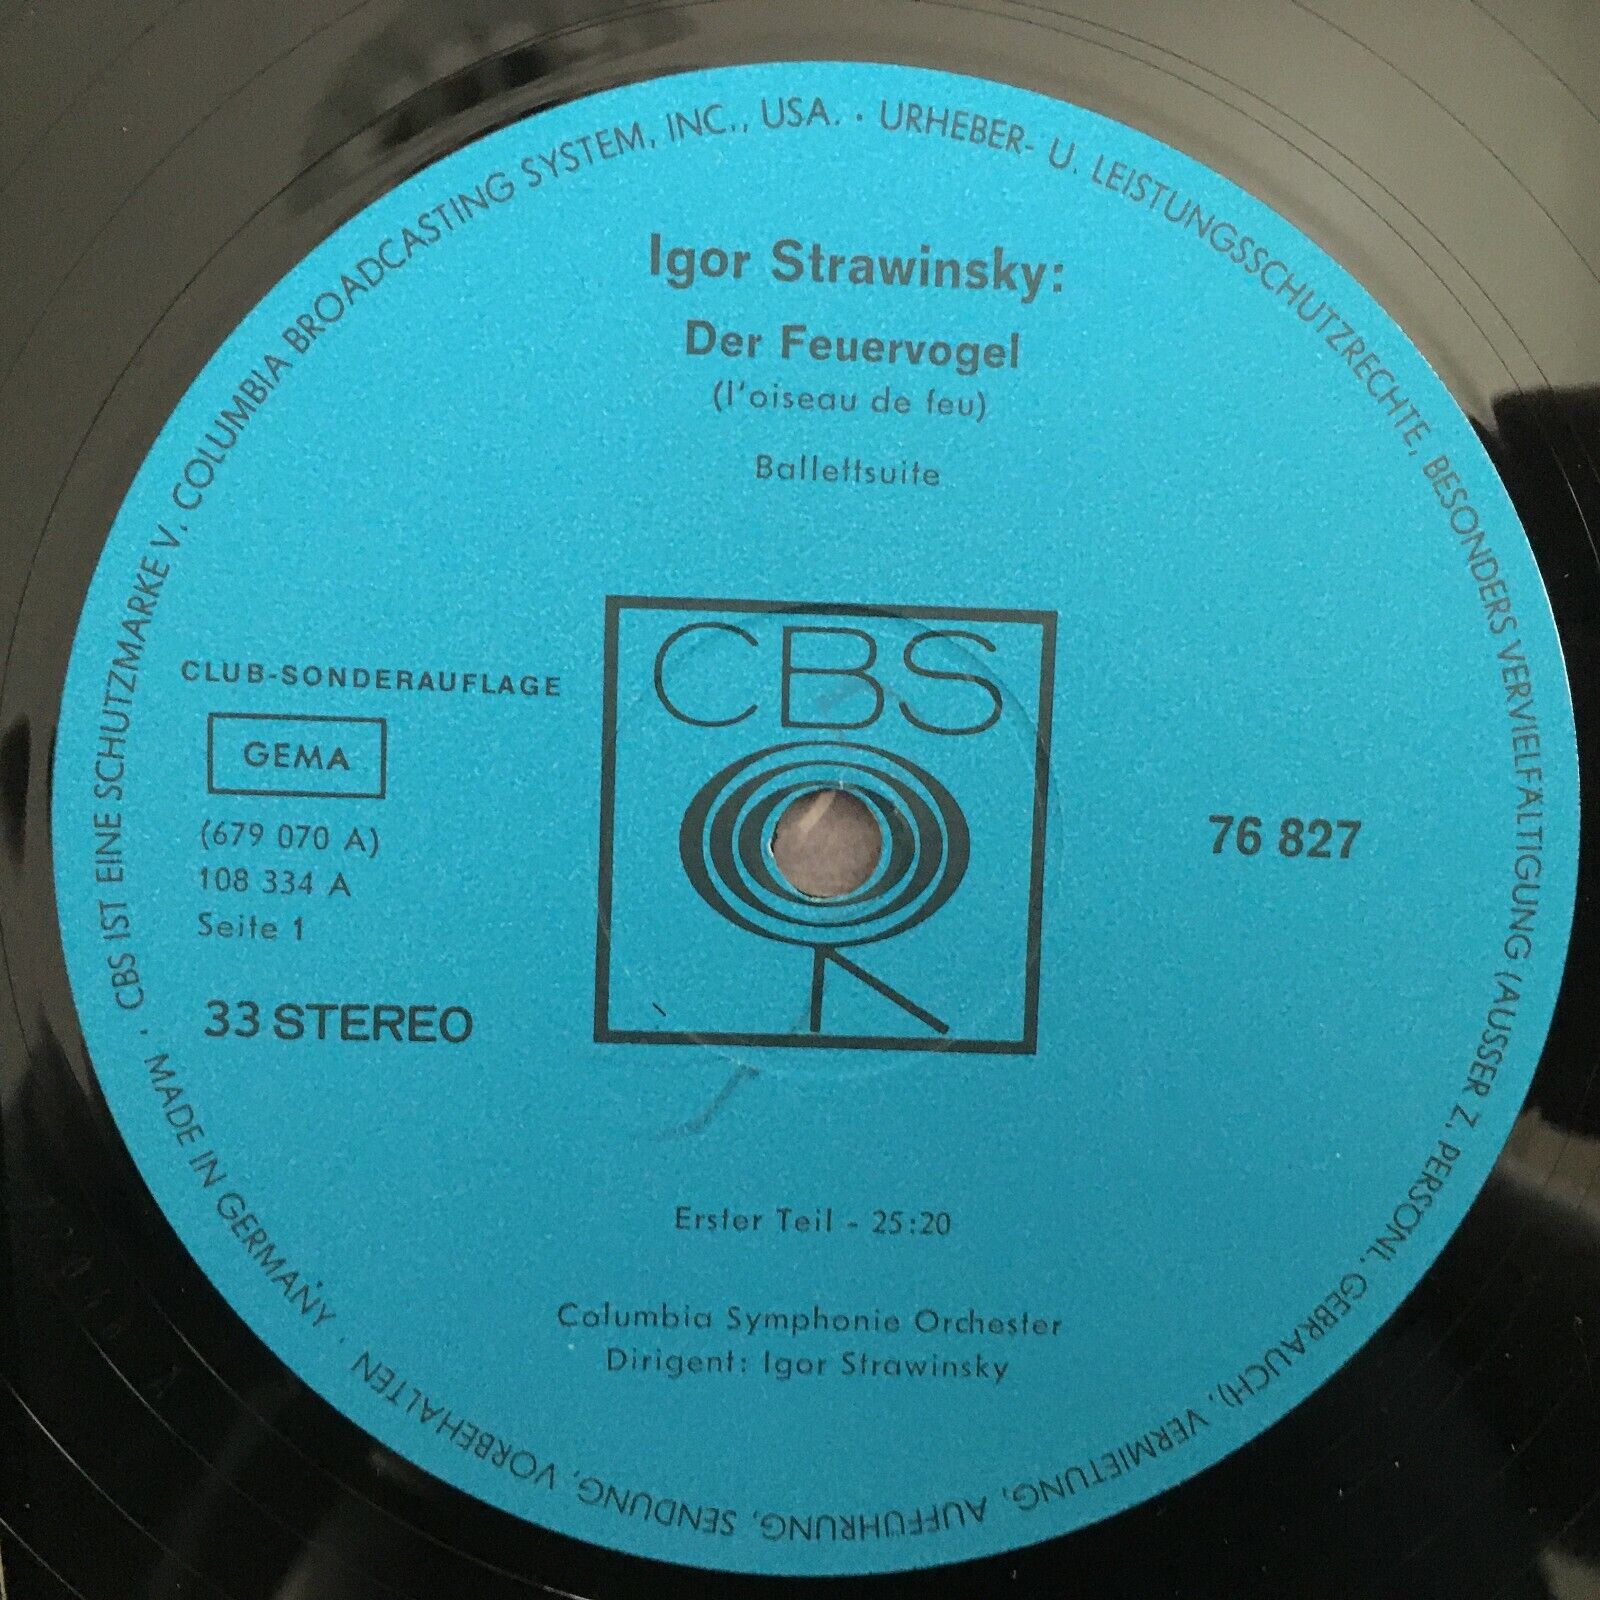 CBS IST EINE SCHUTZMARKE V. COLUMBIA BROADCASTING SYSTEM, INC., USA. · URHEBER- U. LEISTUNGSSCHUTZRECHTE, BESONDERS VERVIELFÄLTIGUNG (AUSSER Z. PERSÖNL. GEBRAUCH), VERMIETUNG, AUFFÜHRUNG, SENDUNG, VORBEHALTEN · MADE IN GERMANY ·
Igor Strawinsky:
Der Feuervogel
(l'oiseau de feu)
Ballettsuite
CBS
CLUB-SONDERAUFLAGE
GEMA
(679 070 A)
108 334 A
Seite 1
33 STEREO
76 827
Erster Teil - 25:20
Columbia Symphonie Orchester
Dirigent: Igor Strawinsky